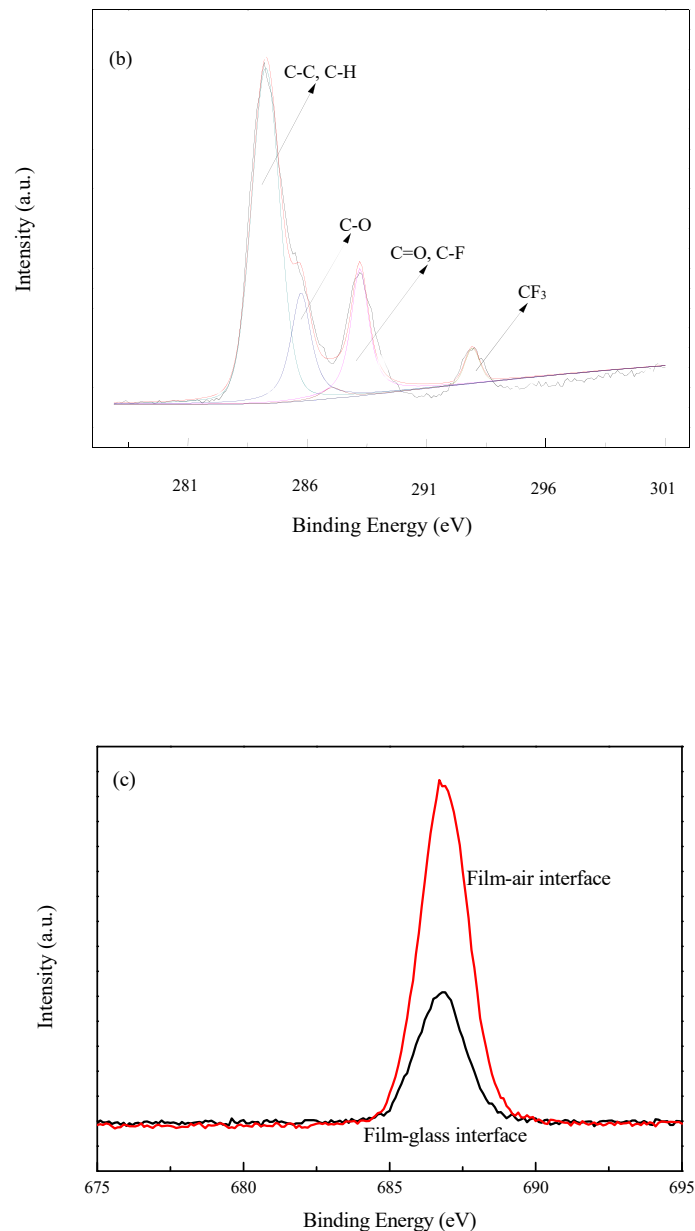 (b)
C-C, C-H
C-O
C=O, C-F
CF₃
Intensity (a.u.)
281 286 291 296 301
Binding Energy (eV)
(c)
Film-air interface
Intensity (a.u.)
Film-glass interface
675 680 685 690 695
Binding Energy (eV)